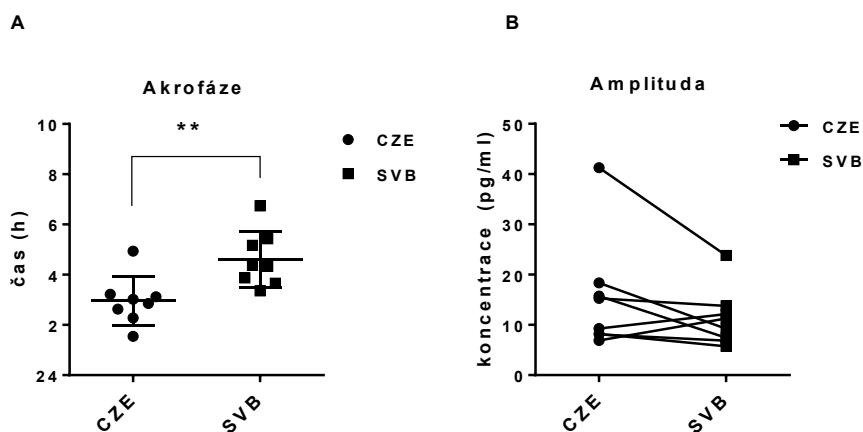 A
Akrofáze
10
8
6
4
2
24
čas (h)
**
CZE
SVB
CZE
SVB
B
Amplituda
50
40
30
20
10
0
koncentrace (pg/ml)
CZE
SVB
CZE
SVB